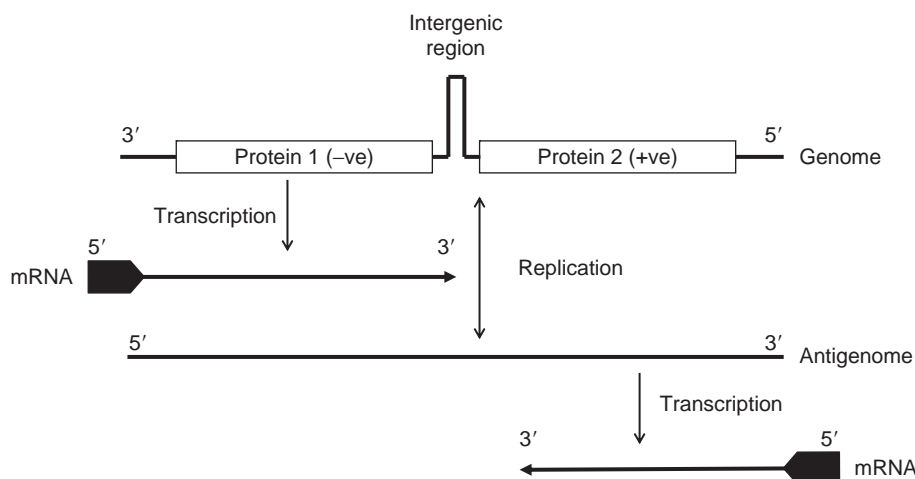 Intergenic
region
3′ 5′
Protein 1 (–ve) Protein 2 (+ve) Genome
Transcription
5′ 3′
mRNA Replication
5′ 3′
Antigenome
Transcription
3′ 5′
mRNA